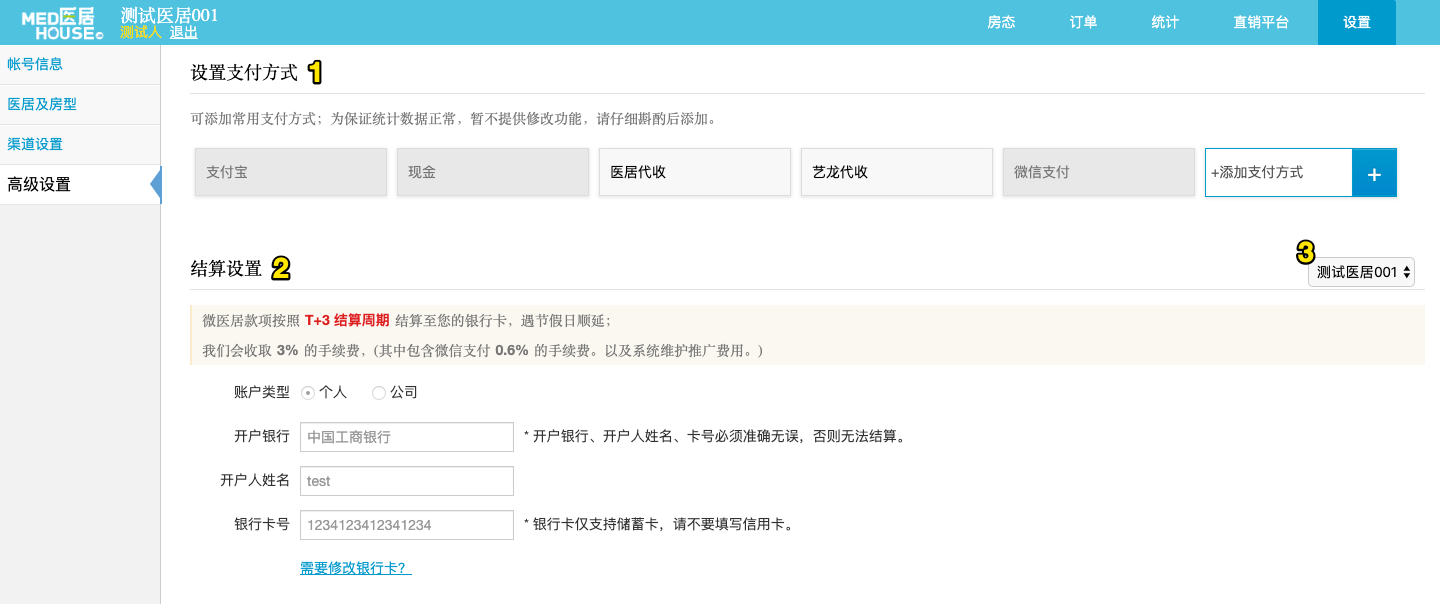 MED医居
HOUSE
测试医居001
测试人 退出
房态 订单 统计 直销平台 设置
帐号信息
医居及房型
渠道设置
高级设置
设置支付方式 1
可添加常用支付方式；为保证统计数据正常，暂不提供修改功能，请仔细斟酌后添加。
支付宝 现金 医居代收 艺龙代收 微信支付 +添加支付方式 +
结算设置 2
3
测试医居001
微医居款项按照 T+3 结算周期 结算至您的银行卡，遇节假日顺延；
我们会收取 3% 的手续费，(其中包含微信支付 0.6% 的手续费。以及系统维护推广费用。)
账户类型 个人 公司
开户银行 中国工商银行 * 开户银行、开户人姓名、卡号必须准确无误，否则无法结算。
开户人姓名 test
银行卡号 1234123412341234 * 银行卡仅支持储蓄卡，请不要填写信用卡。
需要修改银行卡？